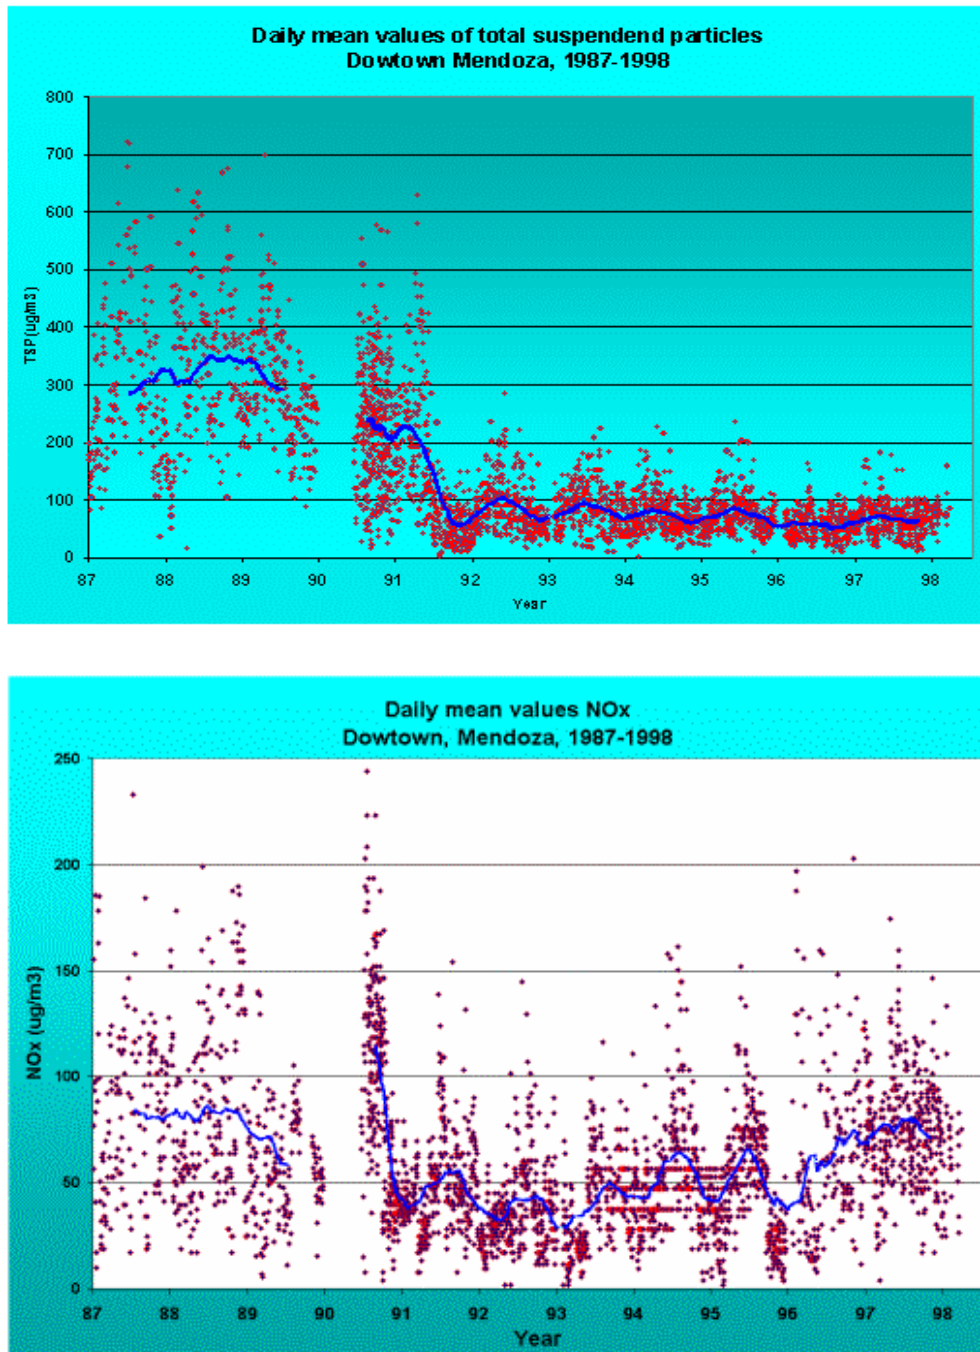 Daily mean values of total suspendend particles
Dowtown Mendoza, 1987-1998
800
700
600
500
400
300
200
100
0
TSP(ug/m3)
87 88 89 90 91 92 93 94 95 96 97 98
Year
Daily mean values NOx
Dowtown, Mendoza, 1987-1998
250
200
150
100
50
0
NOx (ug/m3)
87 88 89 90 91 92 93 94 95 96 97 98
Year